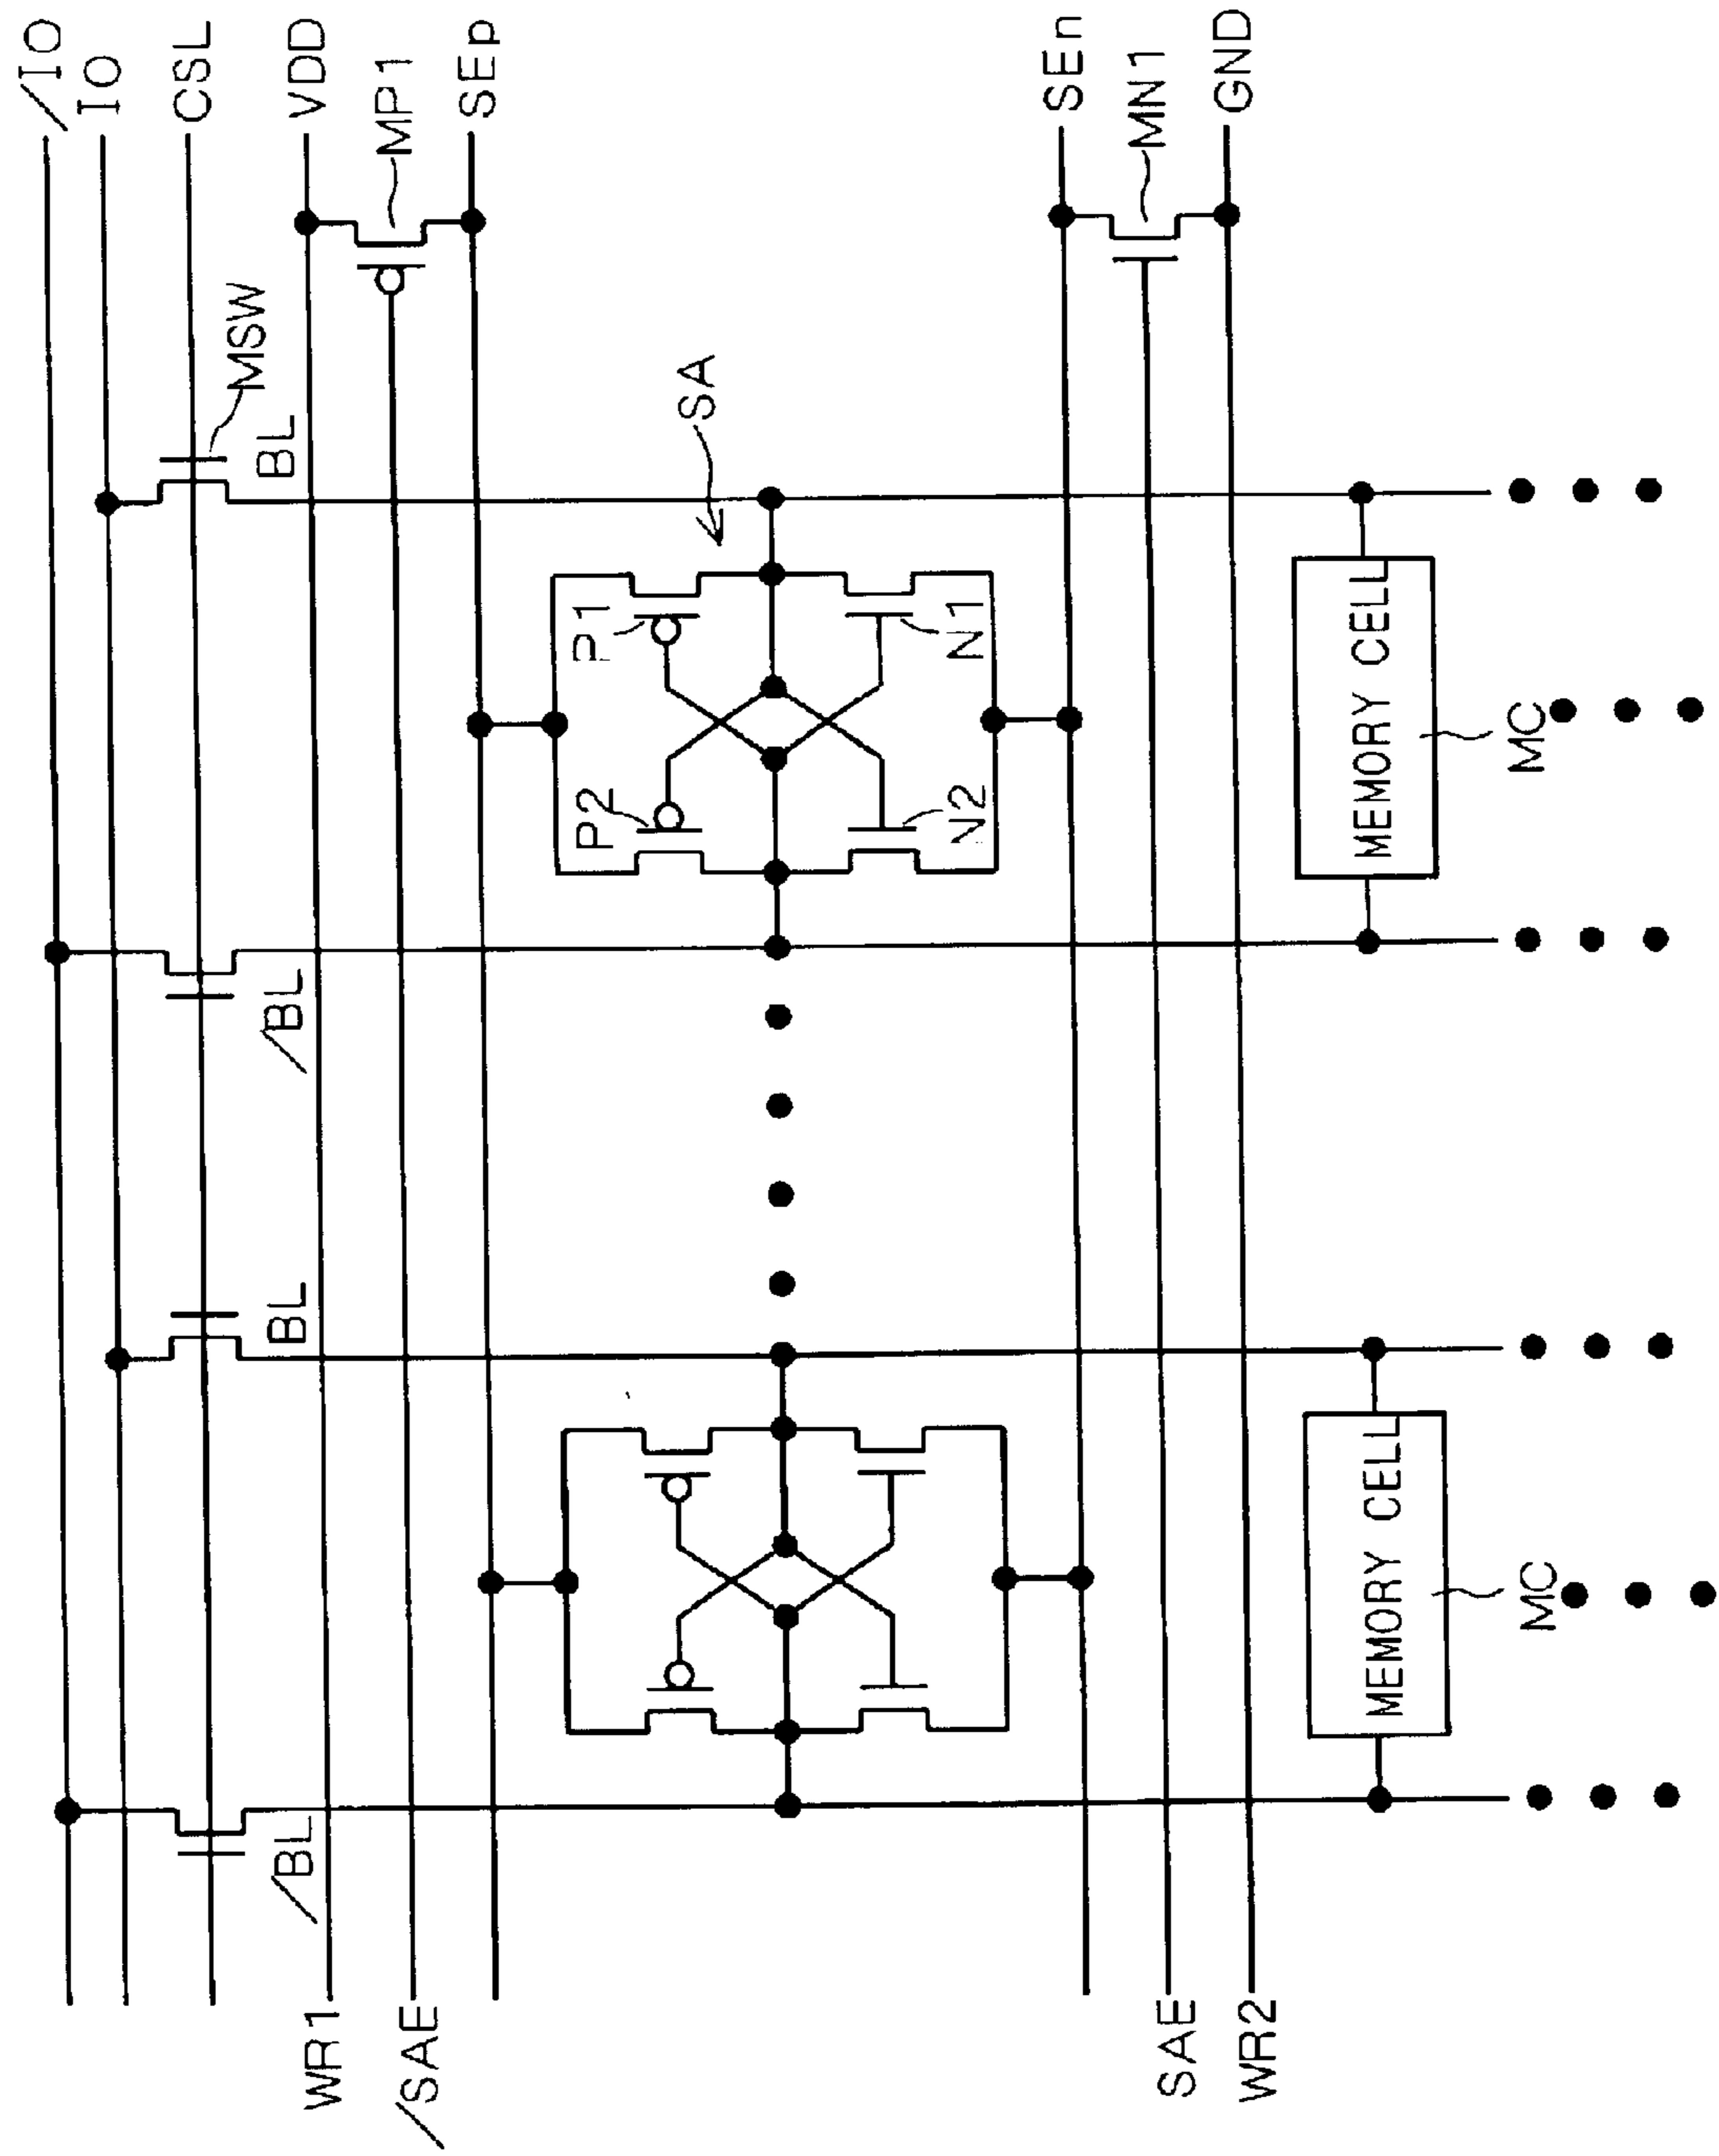 /IO
IO
CSL
VDD
MP1
SEp
SEn
MN1
GND
MSW
BL
SA
P1
N1
P2
N2
MEMORY CELL
MC
/BL
BL
MEMORY CELL
MC
/BL
WR1
/SAE
SAE
WR2